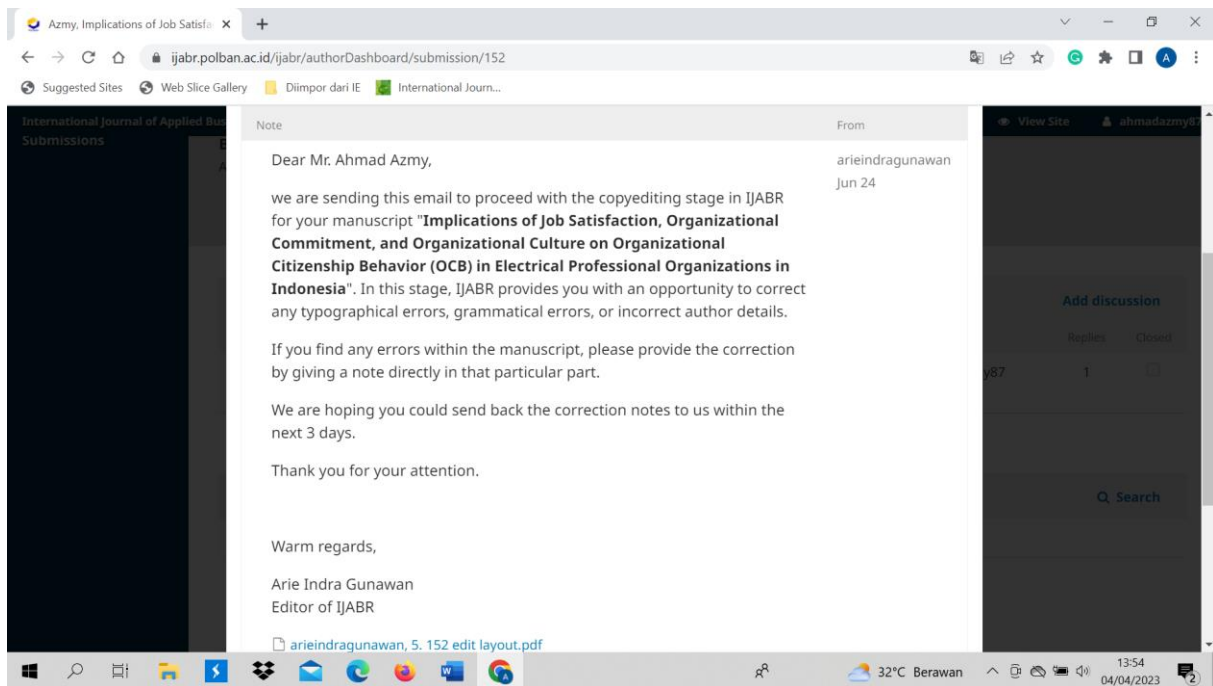 Azmy, Implications of Job Satisfa
ijabr.polban.ac.id/ijabr/authorDashboard/submission/152
A
Suggested Sites
Web Slice Gallery
Diimpor dari IE
International Journ...
International Journal of Applied Bus
View Site
ahmadazmy87
Submissions
Note
From
Dear Mr. Ahmad Azmy,
arieindragunawan
Jun 24
we are sending this email to proceed with the copyediting stage in IJABR
for your manuscript "Implications of Job Satisfaction, Organizational
Commitment, and Organizational Culture on Organizational
Citizenship Behavior (OCB) in Electrical Professional Organizations in
Indonesia". In this stage, IJABR provides you with an opportunity to correct
any typographical errors, grammatical errors, or incorrect author details.
Add discussion
Replies
Closed
If you find any errors within the manuscript, please provide the correction
by giving a note directly in that particular part.
y87
1
We are hoping you could send back the correction notes to us within the
next 3 days.
Thank you for your attention.
Search
Warm regards,
Arie Indra Gunawan
Editor of IJABR
arieindragunawan, 5. 152 edit layout.pdf
32°C Berawan
13:54
04/04/2023
2